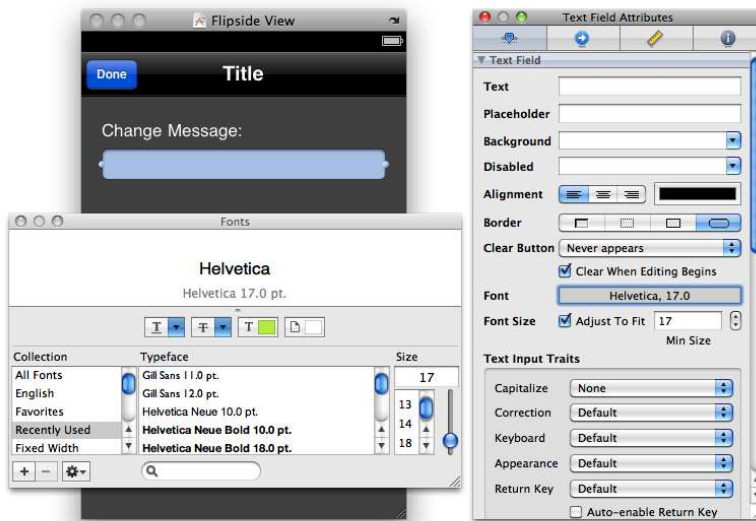 Flipside View
Done
Title
Change Message:
Fonts
Helvetica
Helvetica 17.0 pt.
T T T
Collection
Typeface
Size
All Fonts
English
Favorites
Recently Used
Fixed Width
Gill Sans 11.0 pt.
Gill Sans 12.0 pt.
Helvetica Neue 10.0 pt.
Helvetica Neue Bold 10.0 pt.
Helvetica Neue Bold 18.0 pt.
17
13
14
18
Text Field Attributes
Text Field
Text
Placeholder
Background
Disabled
Alignment
Border
Clear Button Never appears
Clear When Editing Begins
Font Helvetica, 17.0
Font Size Adjust To Fit 17
Min Size
Text Input Traits
Capitalize None
Correction Default
Keyboard Default
Appearance Default
Return Key Default
Auto-enable Return Key